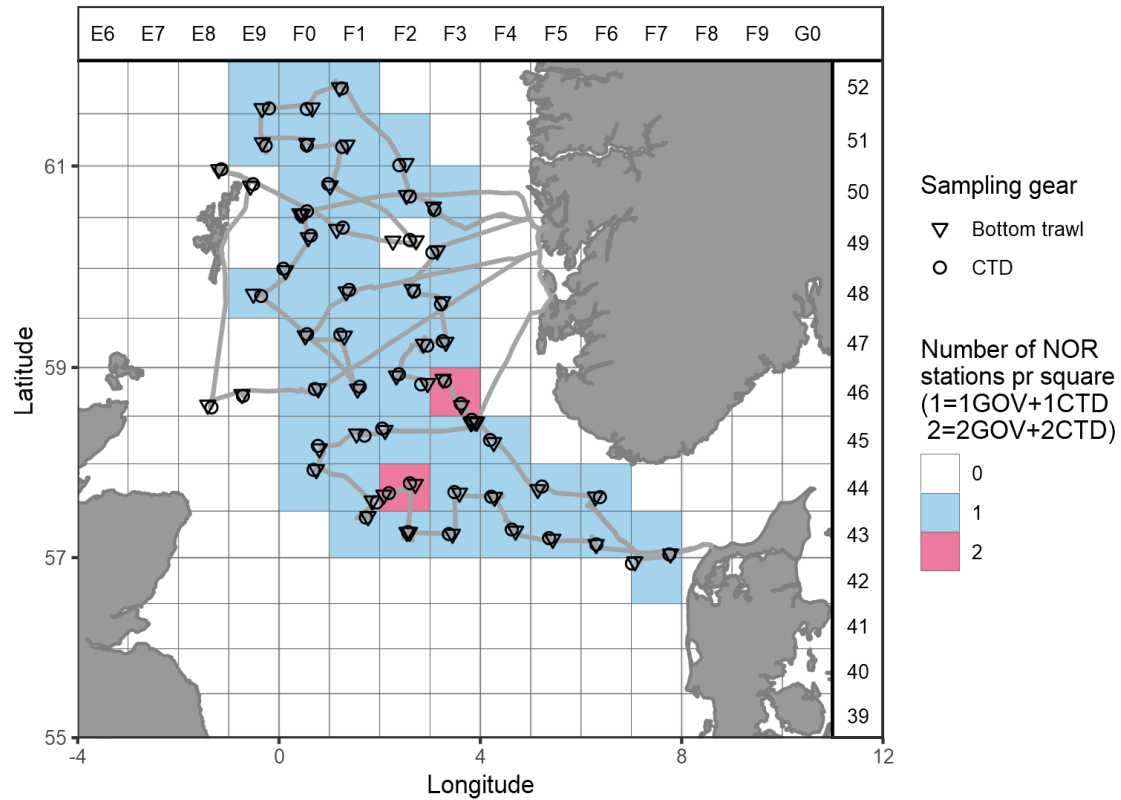 E6 E7 E8 E9 F0 F1 F2 F3 F4 F5 F6 F7 F8 F9 G0
52
51
50
49
48
47
46
45
44
43
42
41
40
39
61
59
57
55
-4 0 4 8 12
Latitude
Longitude
Sampling gear
Bottom trawl
CTD
Number of NOR
stations pr square
(1=1GOV+1CTD
2=2GOV+2CTD)
0
1
2